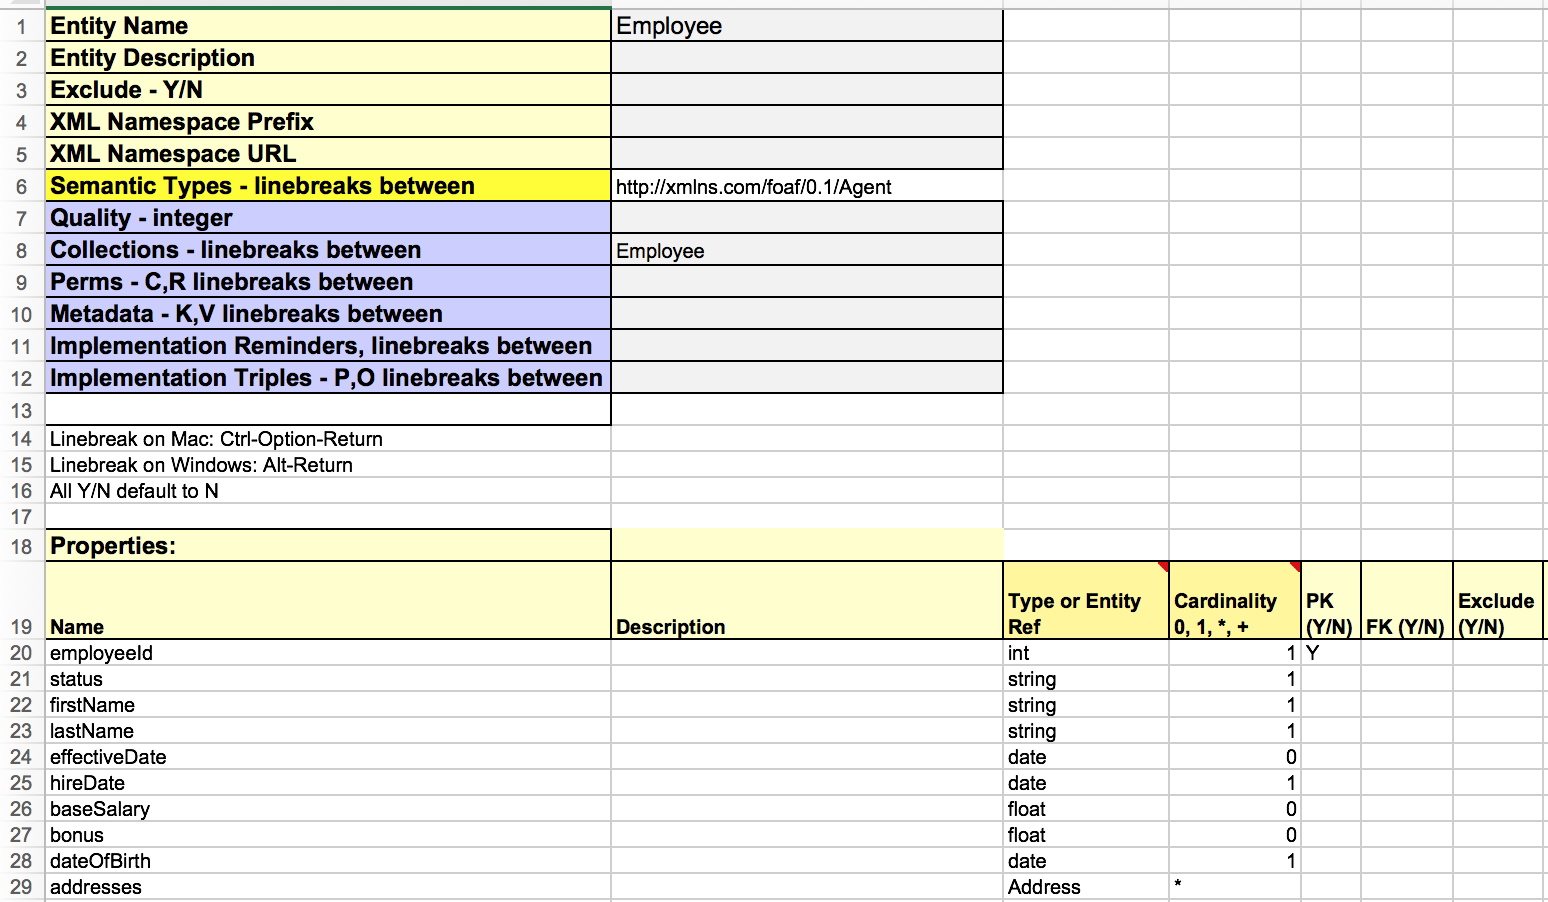 1 Entity Name Employee
2 Entity Description
3 Exclude - Y/N
4 XML Namespace Prefix
5 XML Namespace URL
6 Semantic Types - linebreaks between http://xmlns.com/foaf/0.1/Agent
7 Quality - integer
8 Collections - linebreaks between Employee
9 Perms - C,R linebreaks between
10 Metadata - K,V linebreaks between
11 Implementation Reminders, linebreaks between
12 Implementation Triples - P,O linebreaks between
13
14 Linebreak on Mac: Ctrl-Option-Return
15 Linebreak on Windows: Alt-Return
16 All Y/N default to N
17
18 Properties:
Type or Entity Cardinality PK Exclude
19 Name Description Ref 0, 1, *, + (Y/N) FK (Y/N) (Y/N)
20 employeeId int 1 Y
21 status string 1
22 firstName string 1
23 lastName string 1
24 effectiveDate date 0
25 hireDate date 1
26 baseSalary float 0
27 bonus float 0
28 dateOfBirth date 1
29 addresses Address *